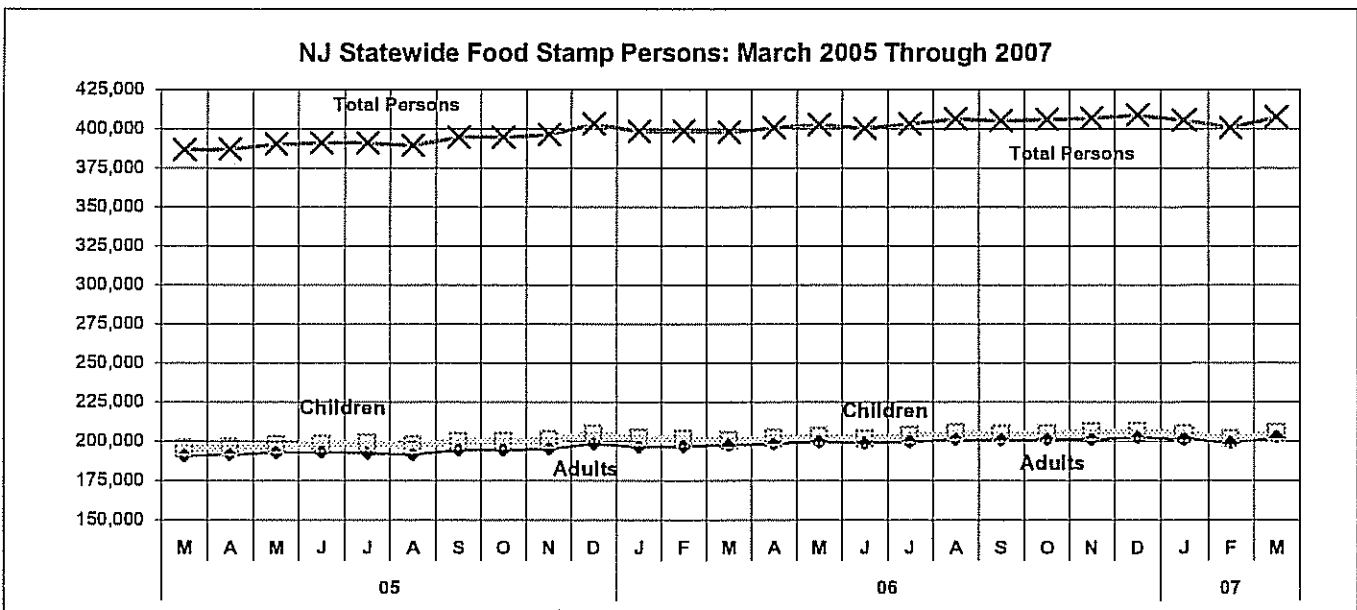 NJ Statewide Food Stamp Persons: March 2005 Through 2007
425,000
Total Persons
400,000
Total Persons
375,000
350,000
325,000
300,000
275,000
250,000
225,000
Children
Children
200,000
Adults
Adults
175,000
150,000
M A M J J A S O N D J F M A M J J A S O N D J F M
05 06 07